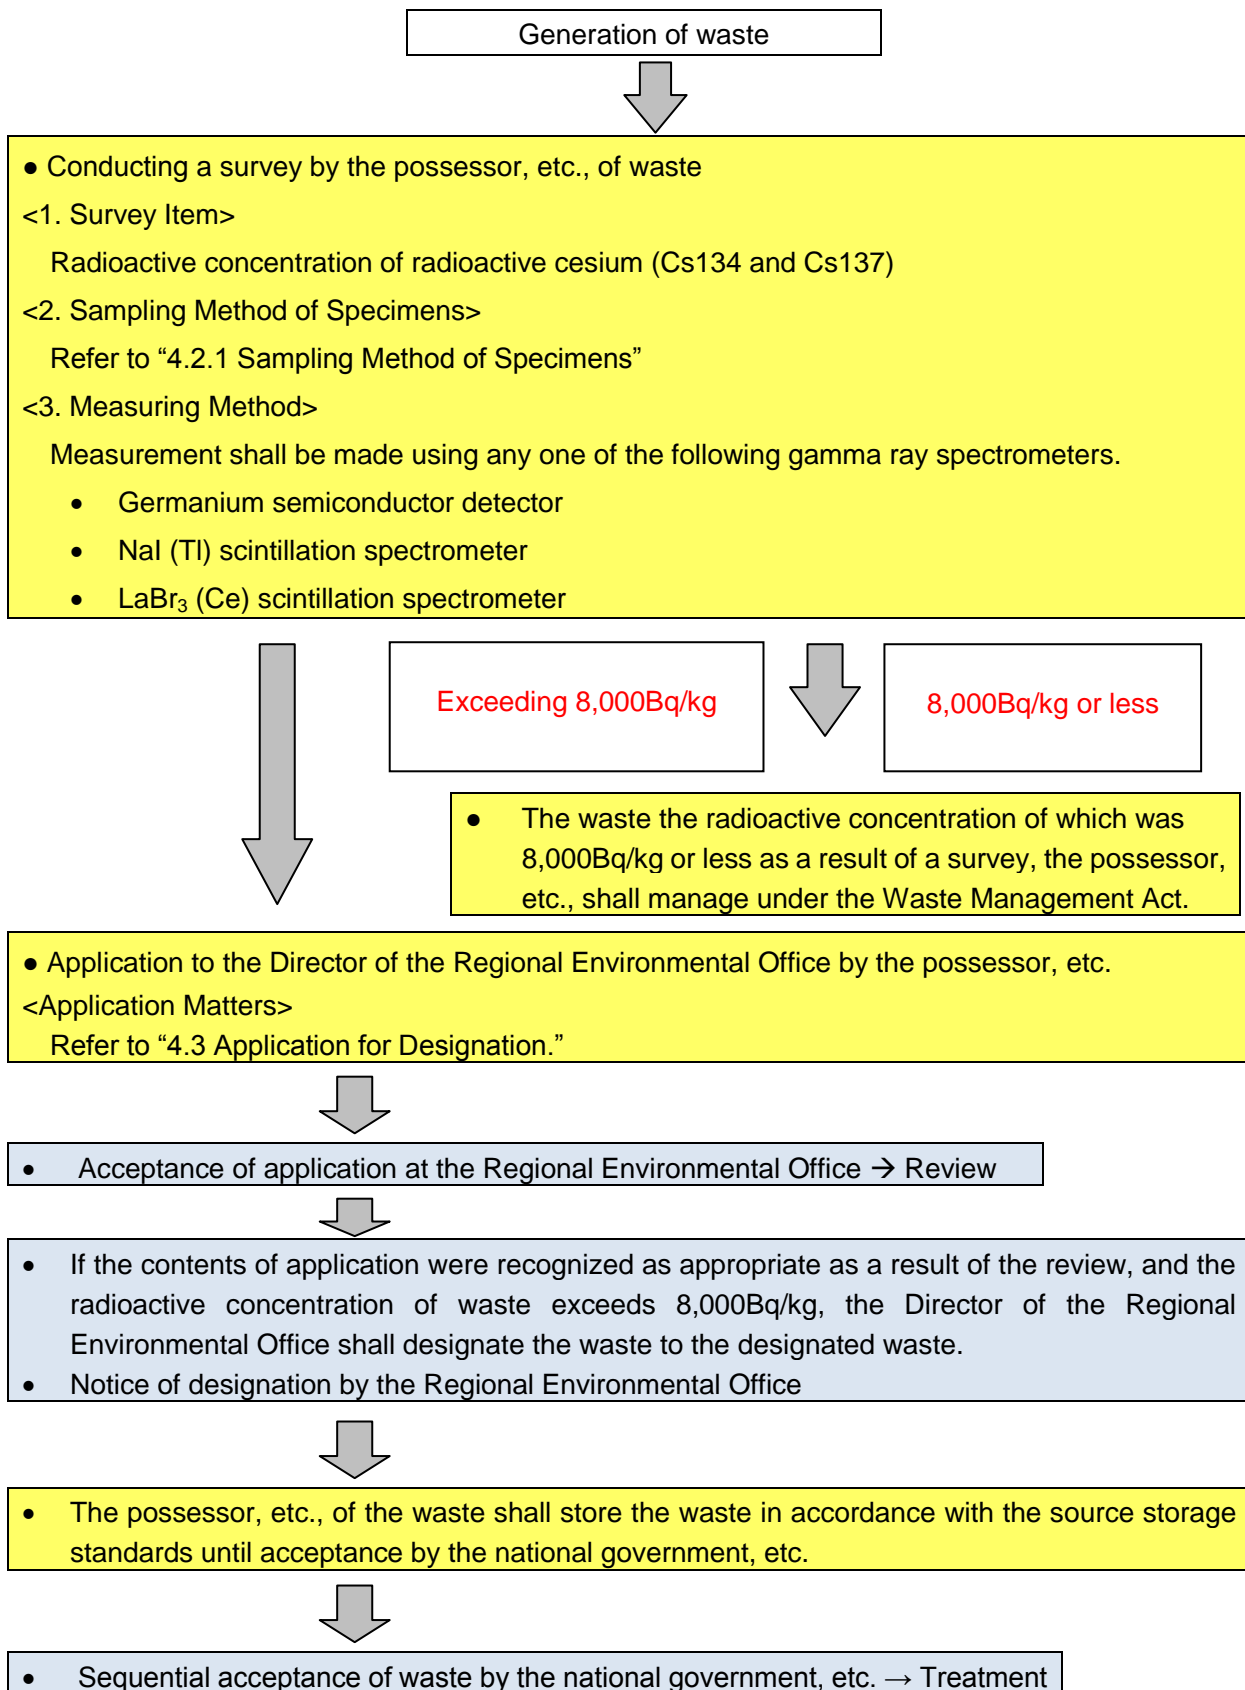 Generation of waste
● Conducting a survey by the possessor, etc., of waste
<1. Survey Item>
Radioactive concentration of radioactive cesium (Cs134 and Cs137)
<2. Sampling Method of Specimens>
Refer to “4.2.1 Sampling Method of Specimens”
<3. Measuring Method>
Measurement shall be made using any one of the following gamma ray spectrometers.
• Germanium semiconductor detector
• NaI (Tl) scintillation spectrometer
• LaBr₃ (Ce) scintillation spectrometer
Exceeding 8,000Bq/kg
8,000Bq/kg or less
● The waste the radioactive concentration of which was
8,000Bq/kg or less as a result of a survey, the possessor,
etc., shall manage under the Waste Management Act.
● Application to the Director of the Regional Environmental Office by the possessor, etc.
<Application Matters>
Refer to “4.3 Application for Designation.”
• Acceptance of application at the Regional Environmental Office → Review
• If the contents of application were recognized as appropriate as a result of the review, and the
radioactive concentration of waste exceeds 8,000Bq/kg, the Director of the Regional
Environmental Office shall designate the waste to the designated waste.
• Notice of designation by the Regional Environmental Office
• The possessor, etc., of the waste shall store the waste in accordance with the source storage
standards until acceptance by the national government, etc.
• Sequential acceptance of waste by the national government, etc. → Treatment